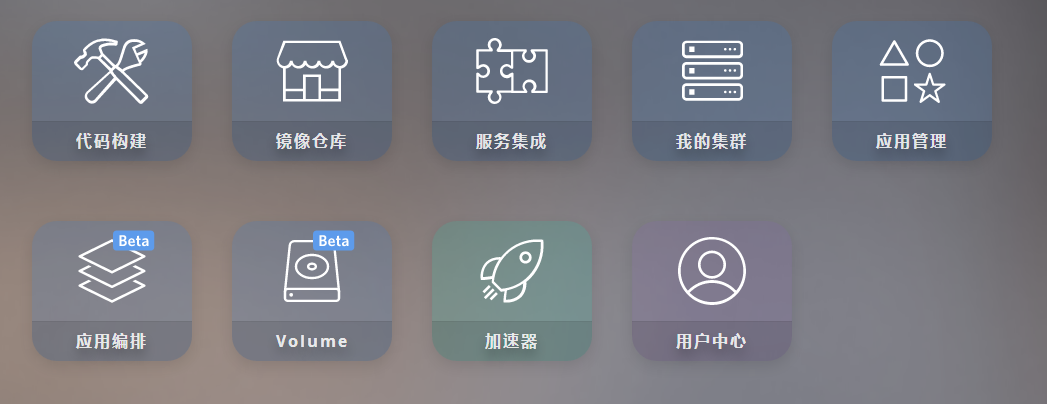 代码构建
镜像仓库
服务集成
我的集群
应用管理
Beta
应用编排
Beta
Volume
加速器
用户中心